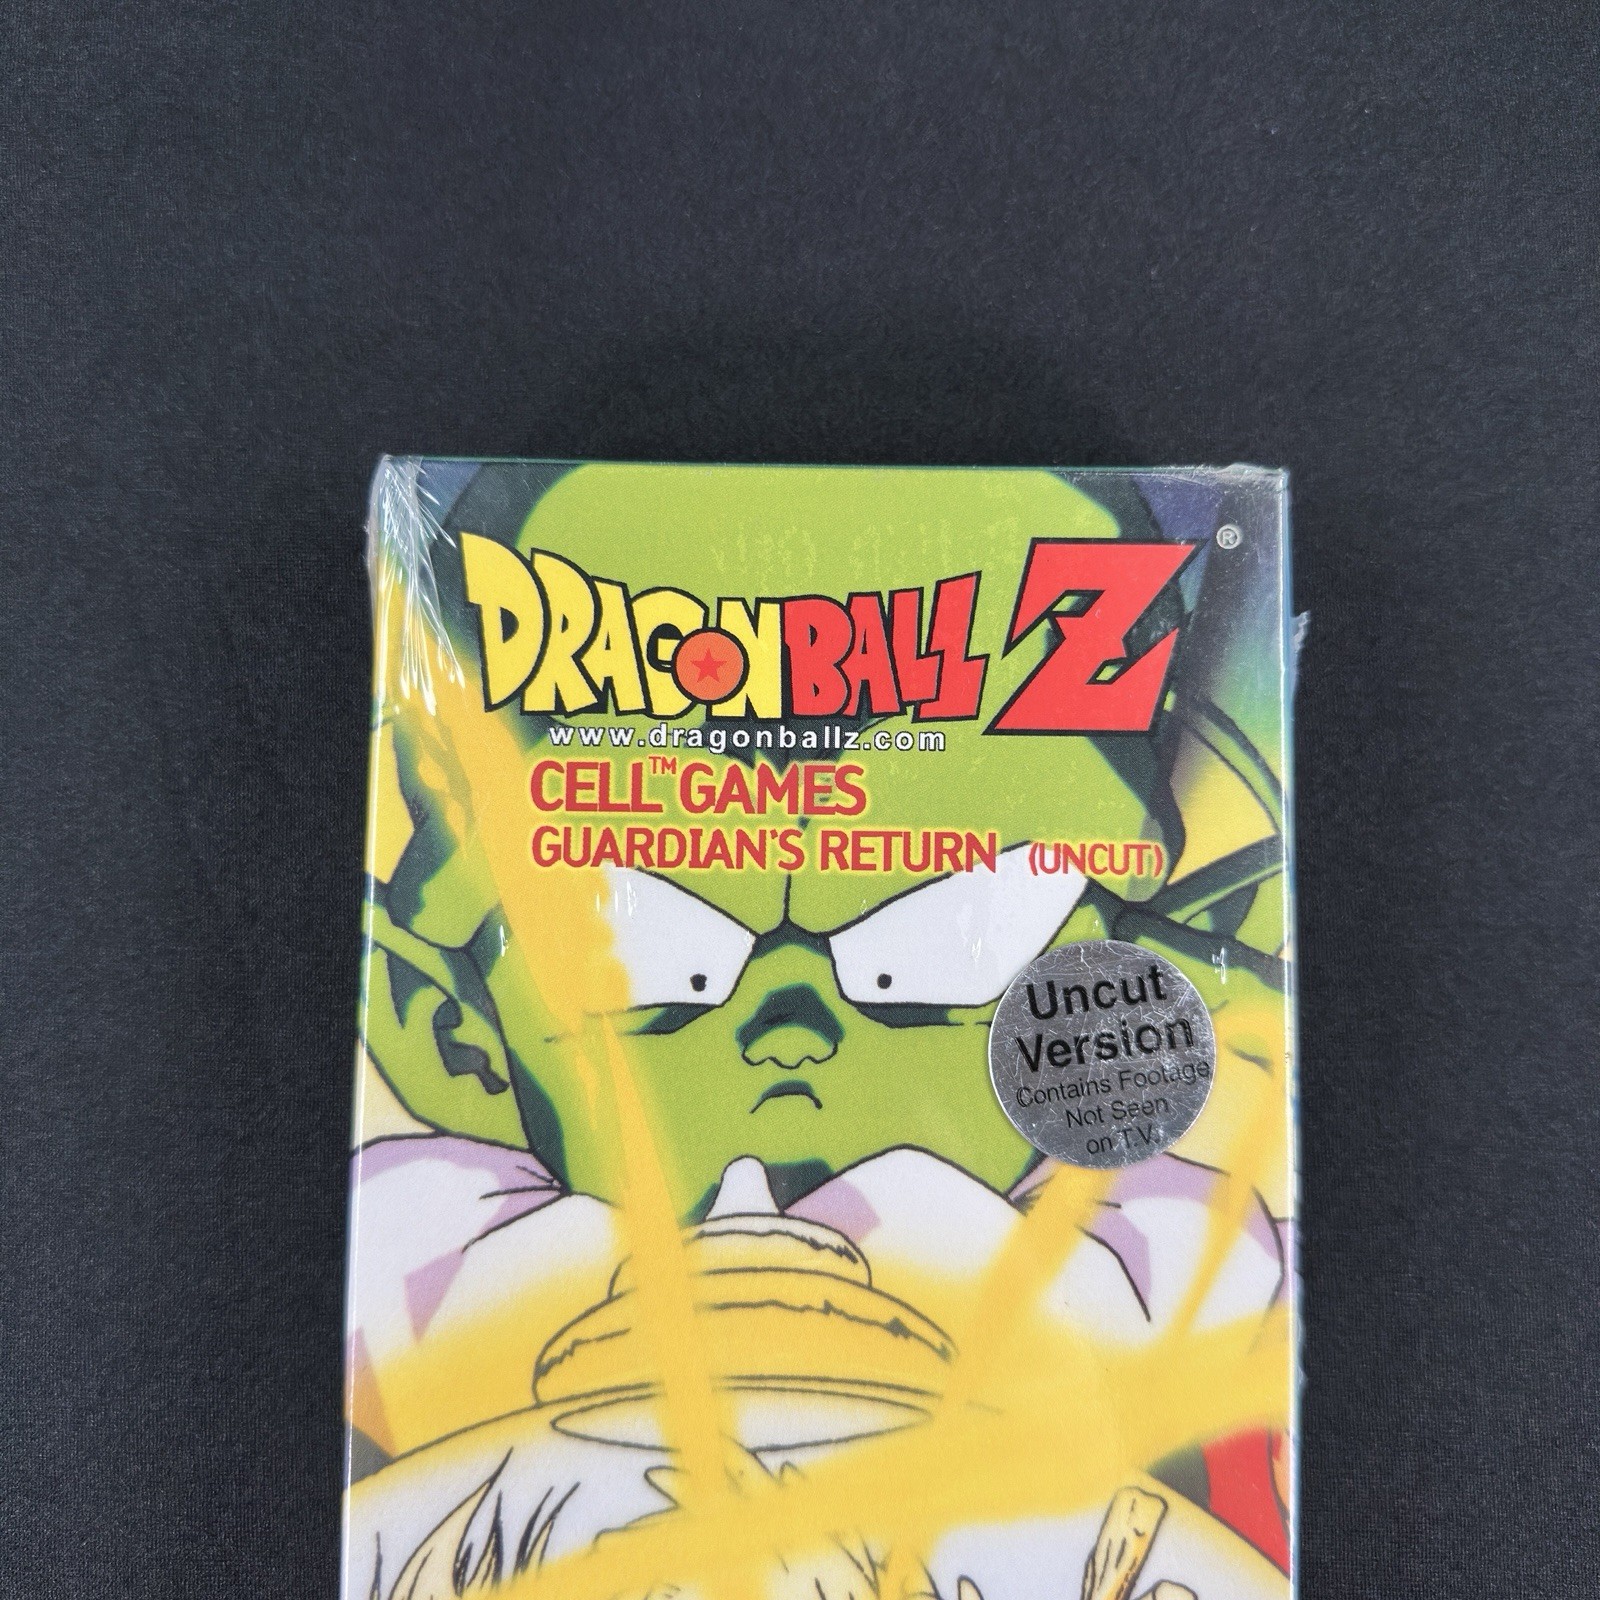 DRAGONBALL Z ®
www.dragonballz.com
CELL™ GAMES
GUARDIAN'S RETURN (UNCUT)
Uncut
Version
Contains Footage
Not Seen
on T.V.